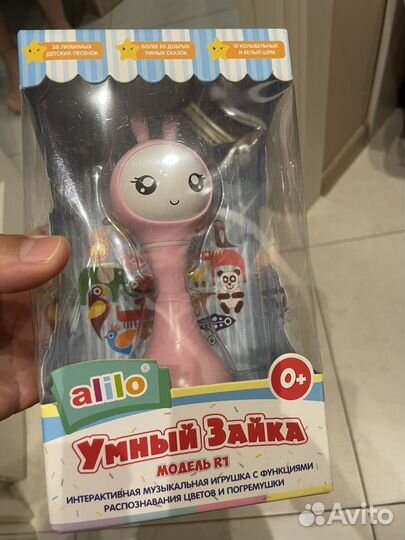 30 ЛЮБИМЫХ
ДЕТСКИХ ПЕСЕНОК
БОЛЕЕ 20 ДОБРЫХ
УМНЫХ СКАЗОК
10 КОЛЫБЕЛЬНЫХ
И БЕЛЫЙ ШУМ
alilo®
0+
УМНЫЙ ЗАЙКА
МОДЕЛЬ R1
ИНТЕРАКТИВНАЯ МУЗЫКАЛЬНАЯ ИГРУШКА С ФУНКЦИЯМИ
РАСПОЗНАВАНИЯ ЦВЕТОВ И ПОГРЕМУШКИ
Avito